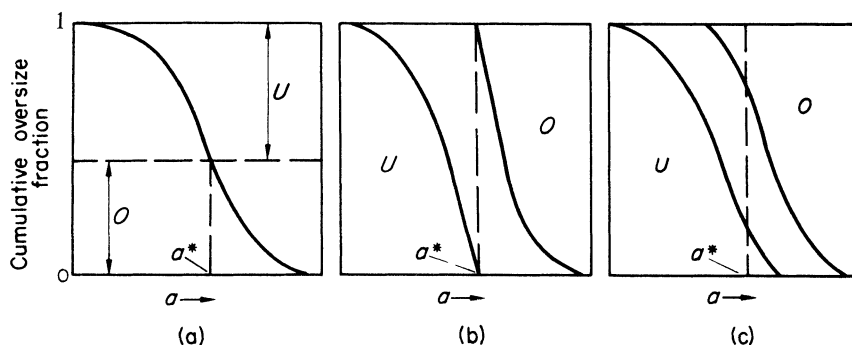 Cumulative oversize
fraction
1
0
U
O
a*
a→
(a)
U
O
a*
a→
(b)
U
O
a*
a→
(c)